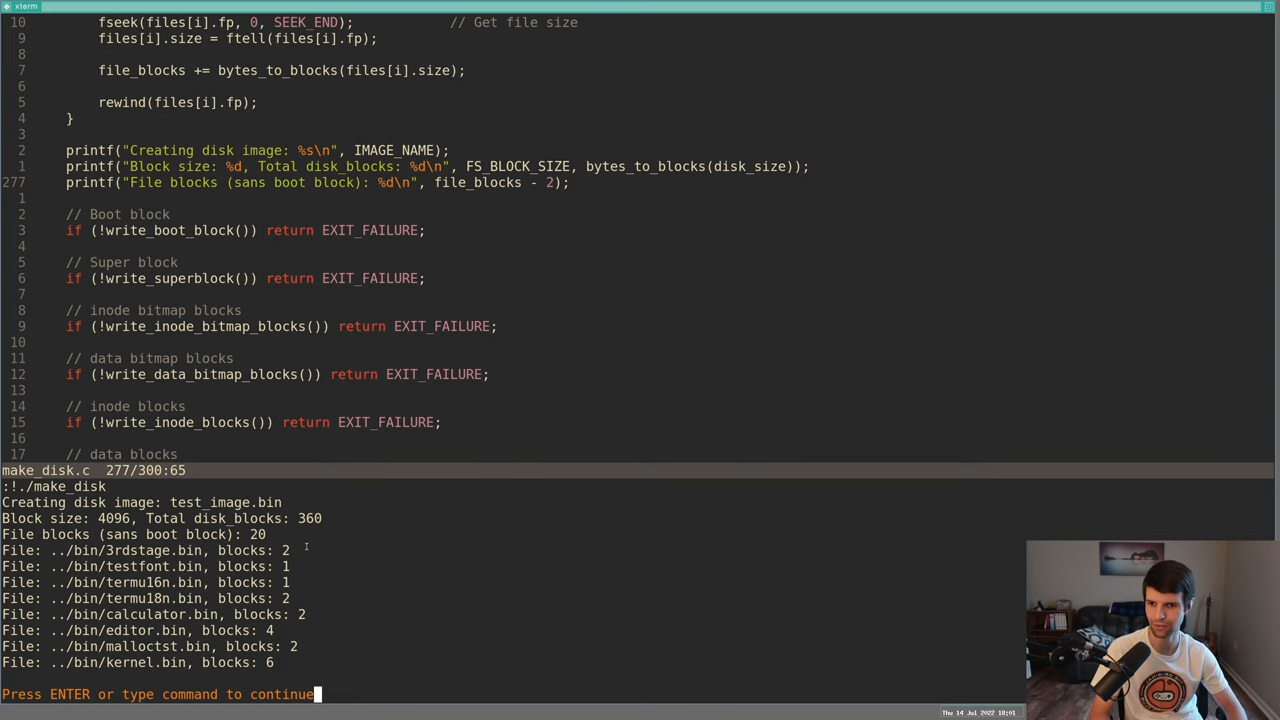 xterm
10 fseek(files[i].fp, 0, SEEK_END); // Get file size
9 files[i].size = ftell(files[i].fp);
8
7 file_blocks += bytes_to_blocks(files[i].size);
6
5 rewind(files[i].fp);
4 }
3
2 printf("Creating disk image: %s\n", IMAGE_NAME);
1 printf("Block size: %d, Total disk_blocks: %d\n", FS_BLOCK_SIZE, bytes_to_blocks(disk_size));
277 printf("File blocks (sans boot block): %d\n", file_blocks - 2);
1
2 // Boot block
3 if (!write_boot_block()) return EXIT_FAILURE;
4
5 // Super block
6 if (!write_superblock()) return EXIT_FAILURE;
7
8 // inode bitmap blocks
9 if (!write_inode_bitmap_blocks()) return EXIT_FAILURE;
10
11 // data bitmap blocks
12 if (!write_data_bitmap_blocks()) return EXIT_FAILURE;
13
14 // inode blocks
15 if (!write_inode_blocks()) return EXIT_FAILURE;
16
17 // data blocks
make_disk.c 277/300:65
:!./make_disk
Creating disk image: test_image.bin
Block size: 4096, Total disk_blocks: 360
File blocks (sans boot block): 20
File: ../bin/3rdstage.bin, blocks: 2
File: ../bin/testfont.bin, blocks: 1
File: ../bin/termu16n.bin, blocks: 1
File: ../bin/termu18n.bin, blocks: 2
File: ../bin/calculator.bin, blocks: 2
File: ../bin/editor.bin, blocks: 4
File: ../bin/malloctst.bin, blocks: 2
File: ../bin/kernel.bin, blocks: 6
Press ENTER or type command to continue
Thu 14 Jul 2022 18:01